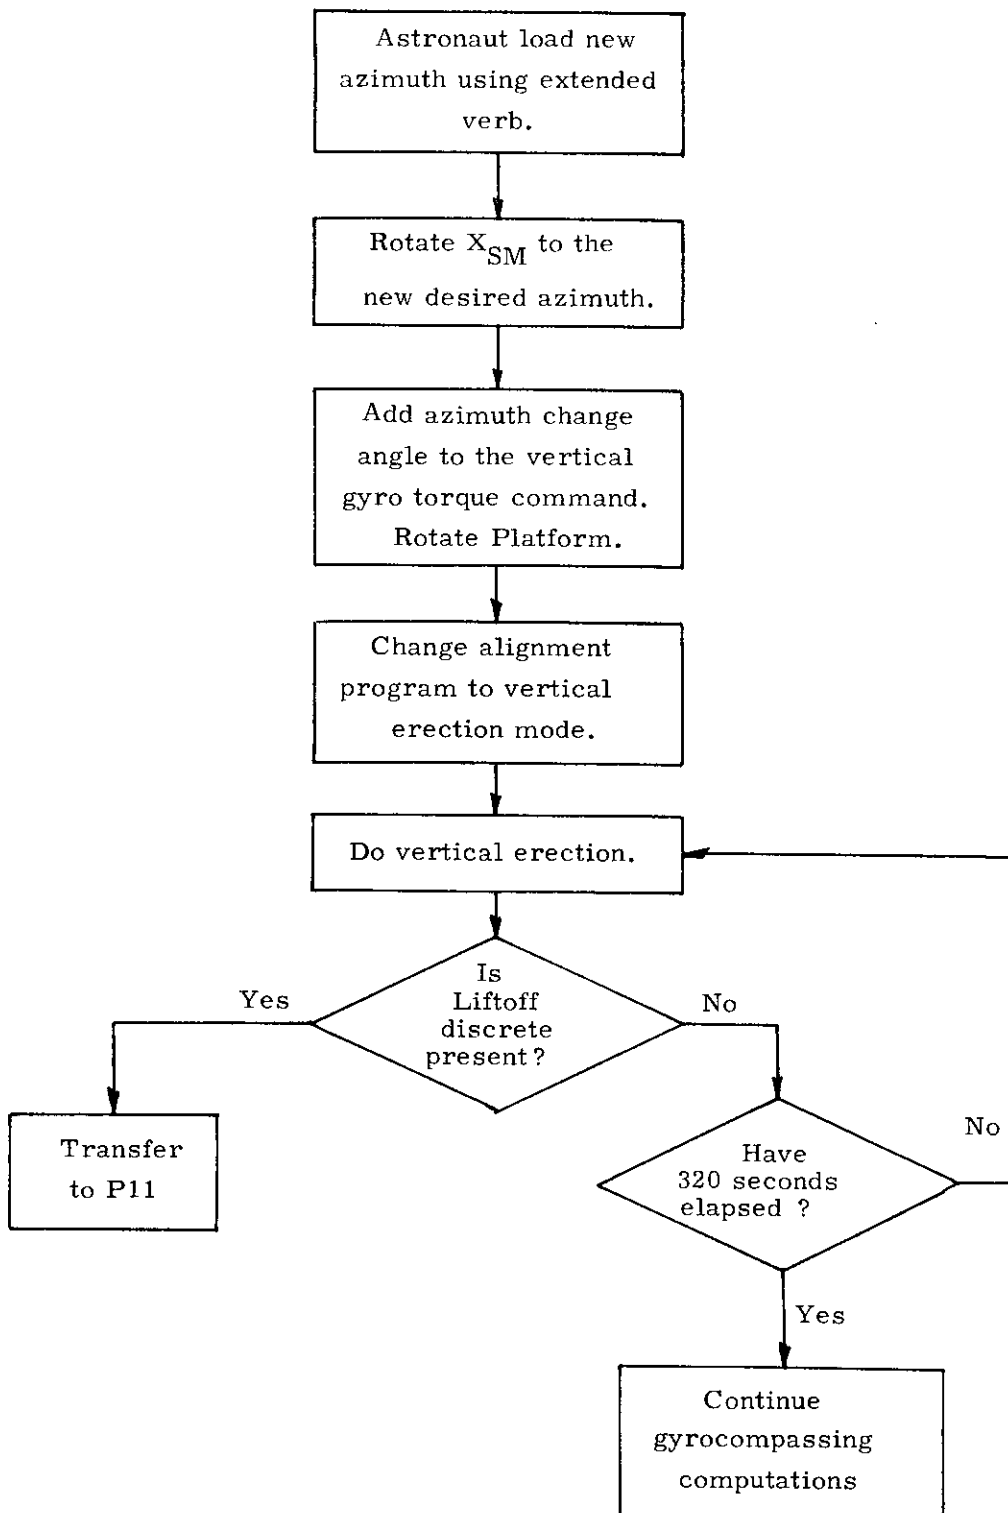 Astronaut load new
azimuth using extended
verb.
Rotate X_SM to the
new desired azimuth.
Add azimuth change
angle to the vertical
gyro torque command.
Rotate Platform.
Change alignment
program to vertical
erection mode.
Do vertical erection.
Is
Liftoff
discrete
present?
Yes
No
Transfer
to P11
Have
320 seconds
elapsed ?
No
Yes
Continue
gyrocompassing
computations